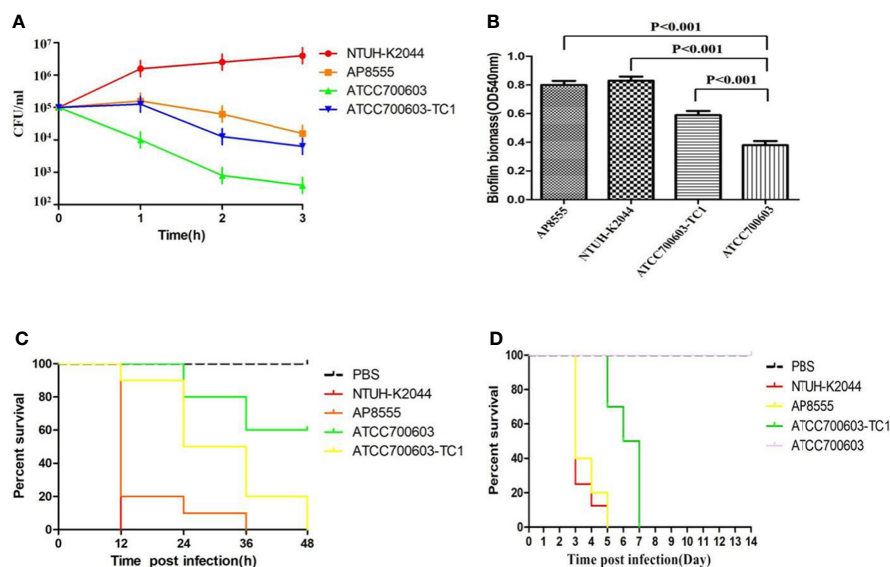 A
10⁷
10⁶
10⁵
10⁴
10³
10²
CFU/ml
0
1
2
3
Time(h)
NTUH-K2044
AP8555
ATCC700603
ATCC700603-TC1
B
P<0.001
P<0.001
P<0.001
1.0
0.8
0.6
0.4
0.2
0.0
Biofilm biomass(OD540nm)
AP8555
NTUH-K2044
ATCC700603-TC1
ATCC700603
C
100
80
60
40
20
0
Percent survival
0
12
24
36
48
Time post infection(h)
PBS
NTUH-K2044
AP8555
ATCC700603
ATCC700603-TC1
D
100
80
60
40
20
0
Percent survival
0 1 2 3 4 5 6 7 8 9 10 11 12 13 14
Time post infection(Day)
PBS
NTUH-K2044
AP8555
ATCC700603-TC1
ATCC700603